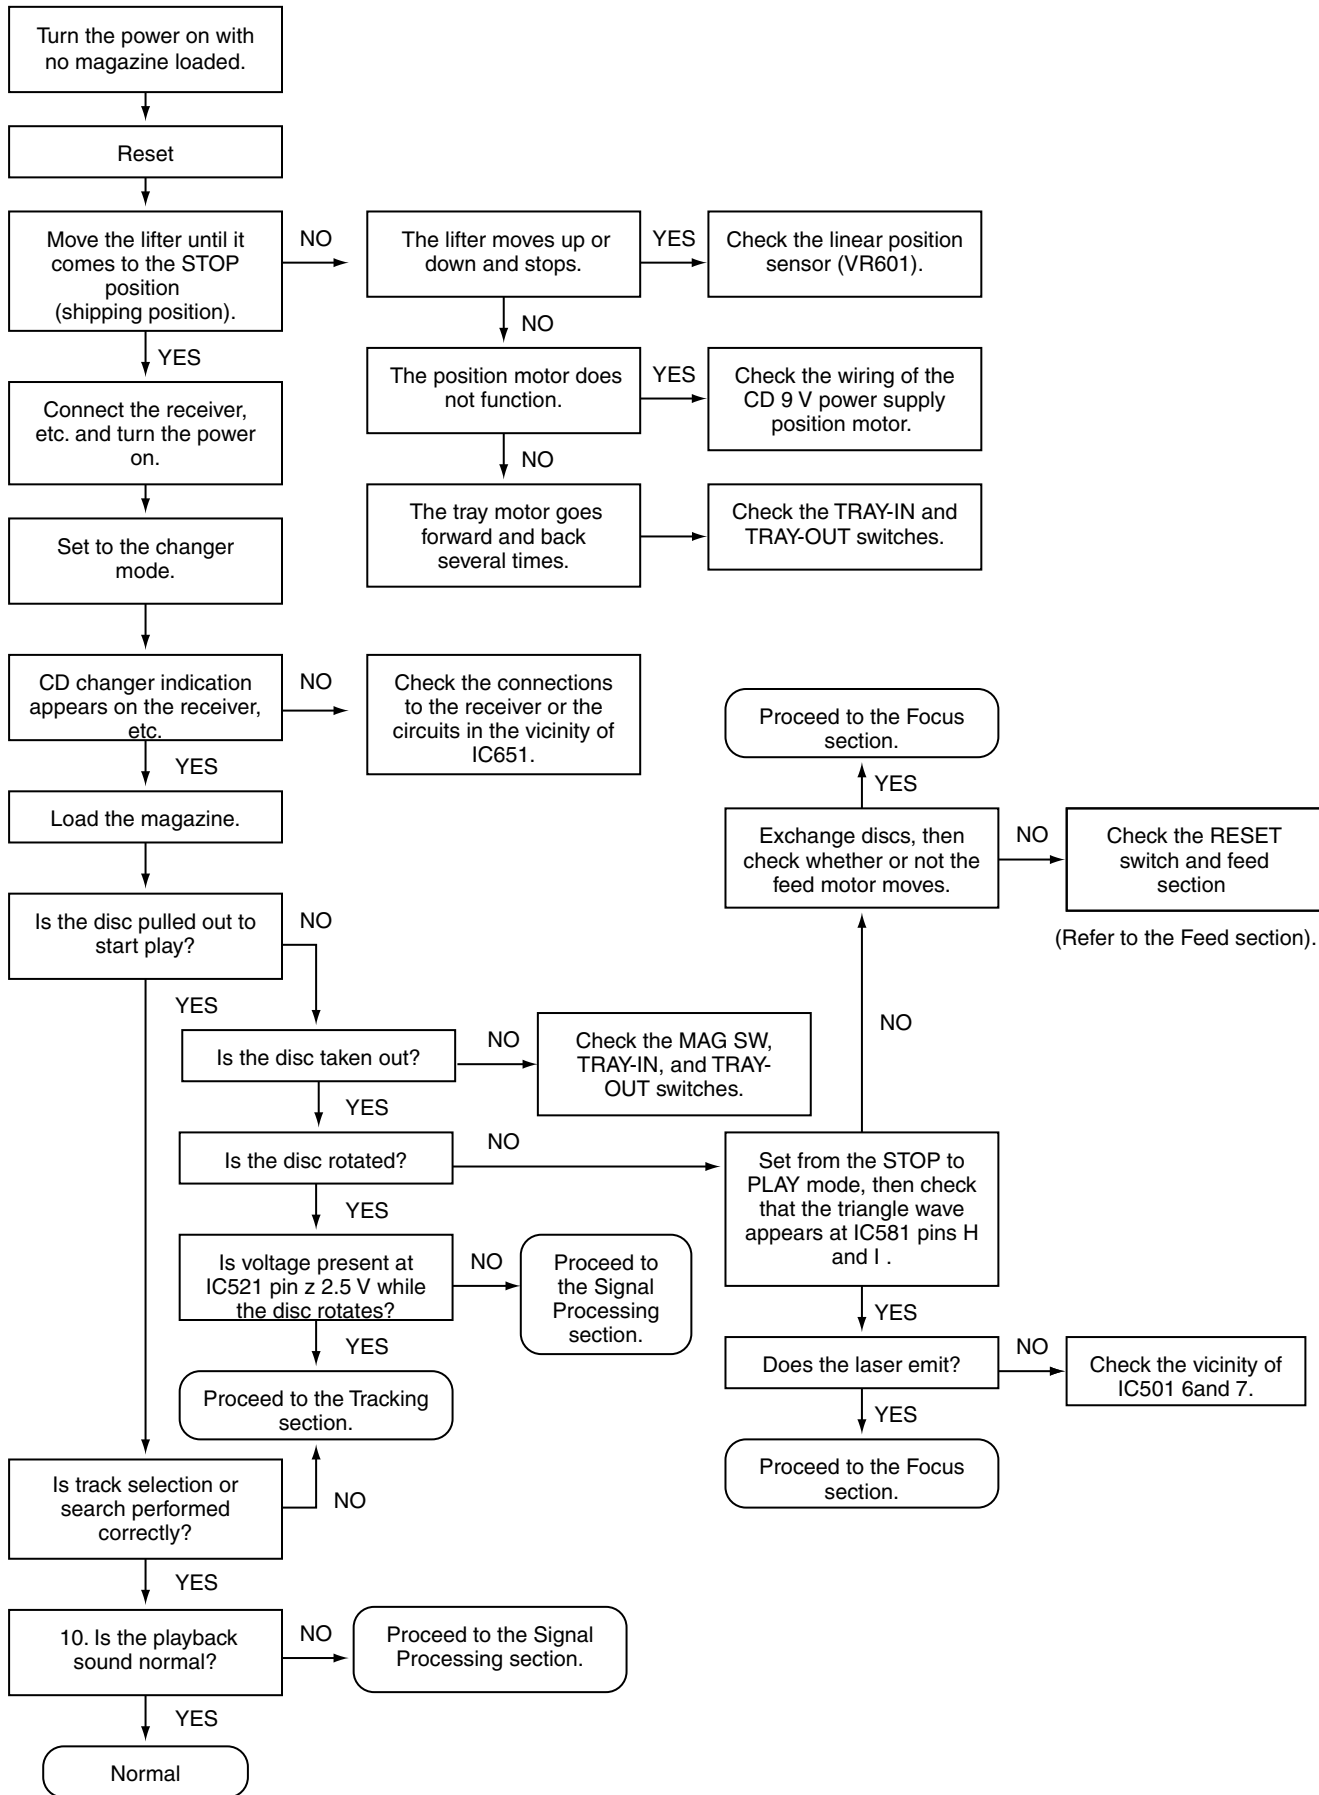 Turn the power on with
no magazine loaded.
Reset
Move the lifter until it
comes to the STOP
position
(shipping position).
NO
The lifter moves up or
down and stops.
YES
Check the linear position
sensor (VR601).
NO
YES
The position motor does
not function.
YES
Check the wiring of the
CD 9 V power supply
position motor.
Connect the receiver,
etc. and turn the power
on.
NO
The tray motor goes
forward and back
several times.
Check the TRAY-IN and
TRAY-OUT switches.
Set to the changer
mode.
CD changer indication
appears on the receiver,
etc.
NO
Check the connections
to the receiver or the
circuits in the vicinity of
IC651.
YES
Load the magazine.
Is the disc pulled out to
start play?
NO
YES
Is the disc taken out?
NO
Check the MAG SW,
TRAY-IN, and TRAY-
OUT switches.
YES
Is the disc rotated?
NO
YES
Is voltage present at
IC521 pin z 2.5 V while
the disc rotates?
NO
Proceed to
the Signal
Processing
section.
YES
Proceed to the Tracking
section.
Proceed to the Focus
section.
YES
Exchange discs, then
check whether or not the
feed motor moves.
NO
Check the RESET
switch and feed
section
(Refer to the Feed section).
NO
Set from the STOP to
PLAY mode, then check
that the triangle wave
appears at IC581 pins H
and I .
YES
Does the laser emit?
NO
Check the vicinity of
IC501 6and 7.
YES
Proceed to the Focus
section.
Is track selection or
search performed
correctly?
NO
YES
10. Is the playback
sound normal?
NO
Proceed to the Signal
Processing section.
YES
Normal